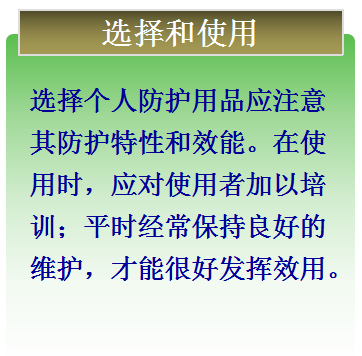 选择和使用
选择个人防护用品应注意
其防护特性和效能。在使
用时，应对使用者加以培
训；平时经常保持良好的
维护，才能很好发挥效用。